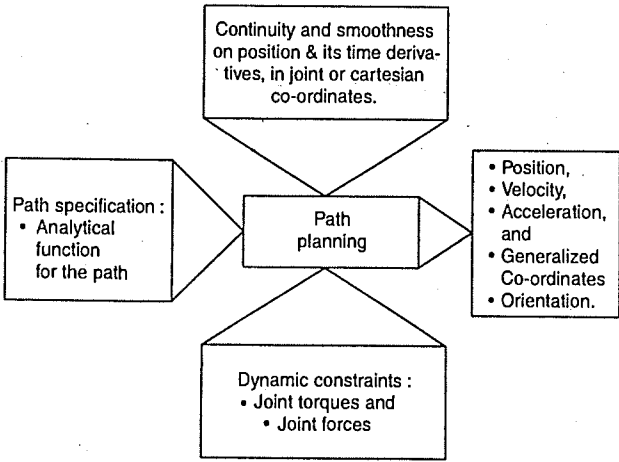 Continuity and smoothness
on position & its time deriva-
tives, in joint or cartesian
co-ordinates.
Path specification :
• Analytical
function
for the path
Path
planning
• Position,
• Velocity,
• Acceleration,
and
• Generalized
Co-ordinates
• Orientation.
Dynamic constraints :
• Joint torques and
• Joint forces